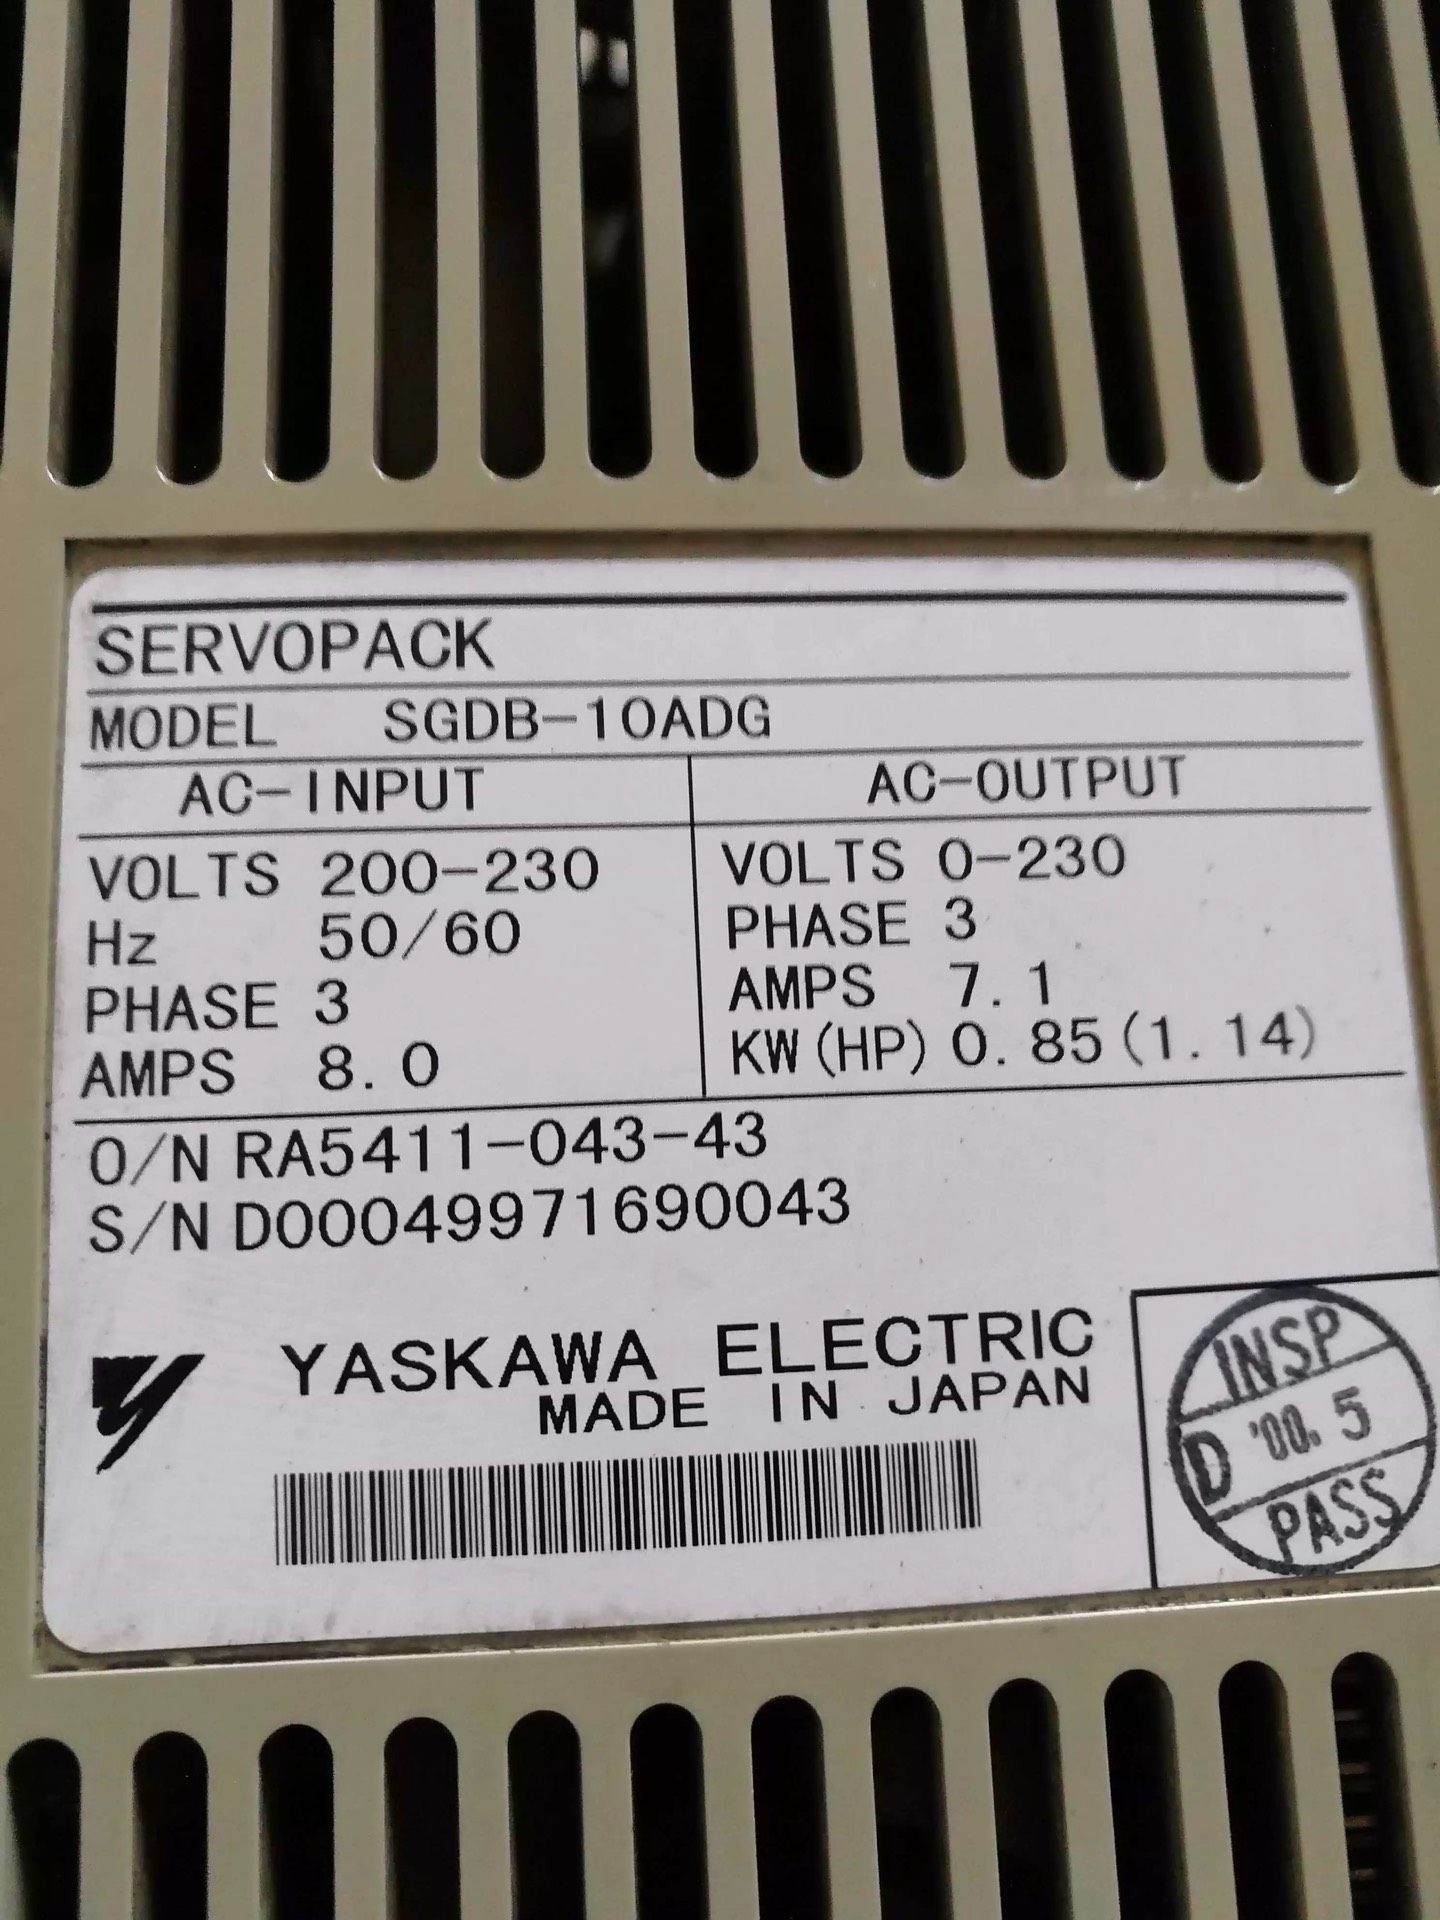 SERVOPACK
MODEL SGDB-10ADG
AC-INPUT AC-OUTPUT
VOLTS 200-230 VOLTS 0-230
Hz 50/60 PHASE 3
PHASE 3 AMPS 7.1
AMPS 8.0 KW(HP) 0.85(1.14)
O/N RA5411-043-43
S/N D00049971690043
YASKAWA ELECTRIC
MADE IN JAPAN
INSP
D '00.5
PASS